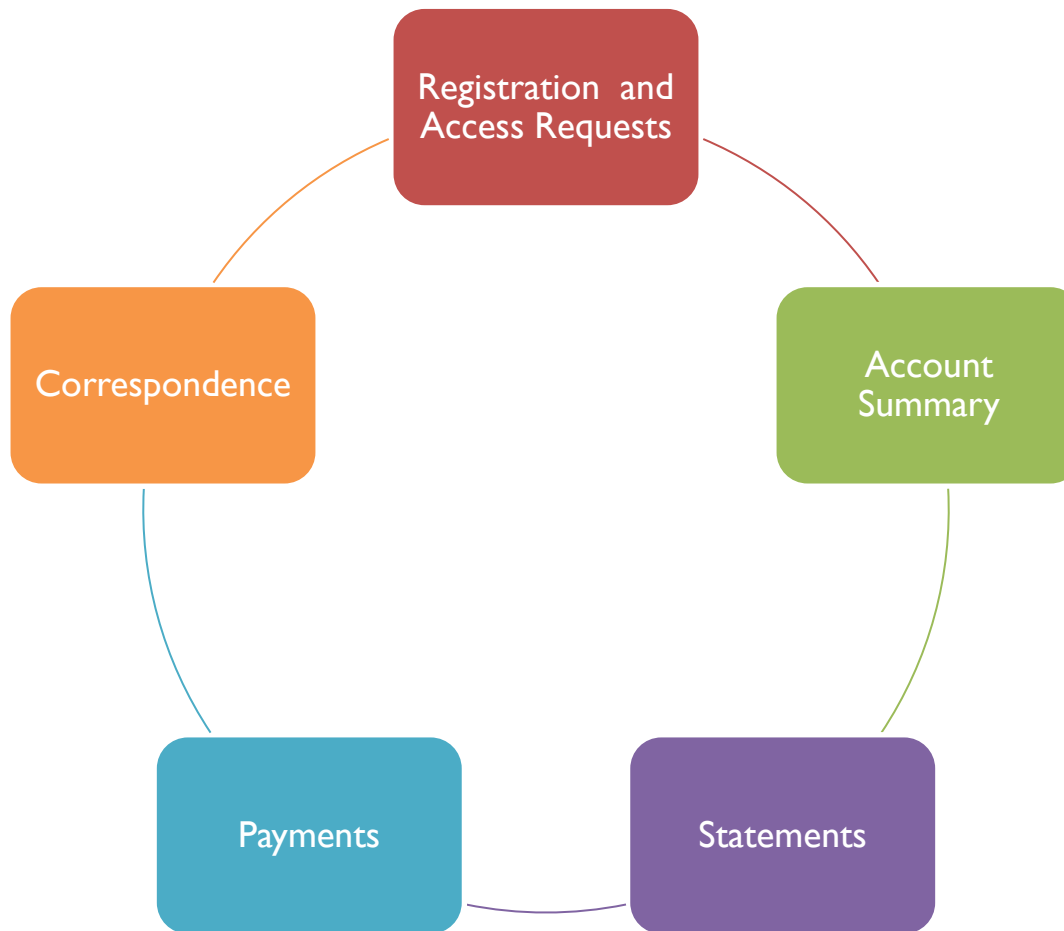 Registration and
Access Requests
Account
Summary
Statements
Payments
Correspondence